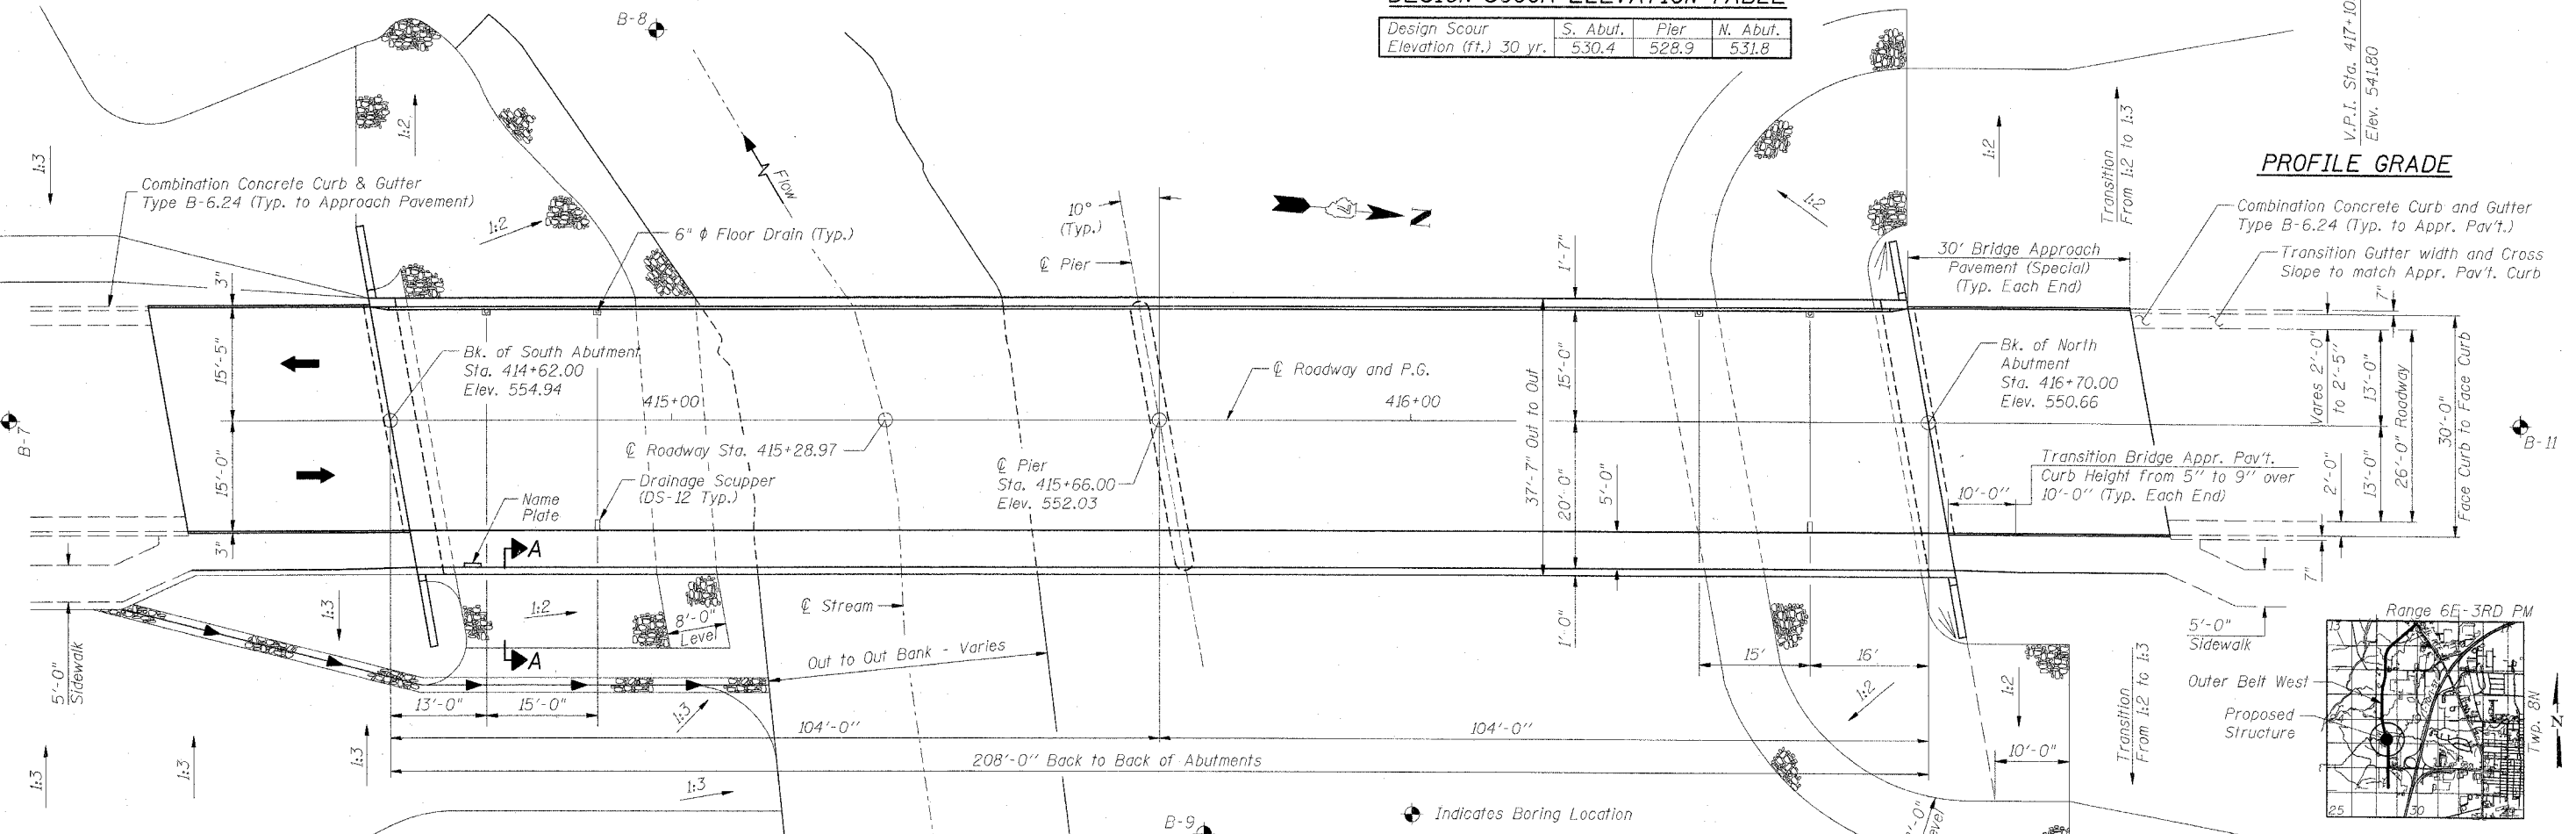 DESIGN SCOUR ELEVATION TABLE
Design Scour
Elevation (ft.) 30 yr.
S. Abut. Pier N. Abut.
530.4 528.9 531.8
B-8
V.P.I. Sta. 417+10
Elev. 541.80
PROFILE GRADE
1:3
1:2
Combination Concrete Curb & Gutter
Type B-6.24 (Typ. to Approach Pavement)
1:2
Flow
6" ϕ Floor Drain (Typ.)
10°
(Typ.)
℄ Pier
N
1'-7"
1:2
1:2
Transition
From 1:2 to 1:3
30' Bridge Approach
Pavement (Special)
(Typ. Each End)
Combination Concrete Curb and Gutter
Type B-6.24 (Typ. to Appr. Pav't.)
Transition Gutter width and Cross
Slope to match Appr. Pav't. Curb
3"
15'-5"
15'-0"
3"
B-7
Bk. of South Abutment
Sta. 414+62.00
Elev. 554.94
415+00
℄ Roadway Sta. 415+28.97
Drainage Scupper
(DS-12 Typ.)
Name
Plate
℄ Pier
Sta. 415+66.00
Elev. 552.03
℄ Roadway and P.G.
416+00
37'-7" Out to Out
15'-0"
20'-0"
5'-0"
1'-0"
Bk. of North
Abutment
Sta. 416+70.00
Elev. 550.66
Transition Bridge Appr. Pav't.
Curb Height from 5" to 9" over
10'-0" (Typ. Each End)
10'-0"
7"
Vares 2'-0"
to 2'-5"
13'-0"
2'-0"
13'-0"
26'-0" Roadway
30'-0"
Face Curb to Face Curb
7"
B-11
A
A
1:3
1:2
8'-0"
Level
℄ Stream
Out to Out Bank - Varies
5'-0"
Sidewalk
13'-0"
15'-0"
1:3
104'-0"
104'-0"
208'-0" Back to Back of Abutments
15'
16'
1:2
1:2
10'-0"
Transition
From 1:2 to 1:3
5'-0"
Sidewalk
Range 6E-3RD PM
Outer Belt West
Proposed
Structure
13
25
30
Twp. 8N
N
1:3
1:3
1:3
1:3
B-9
Indicates Boring Location